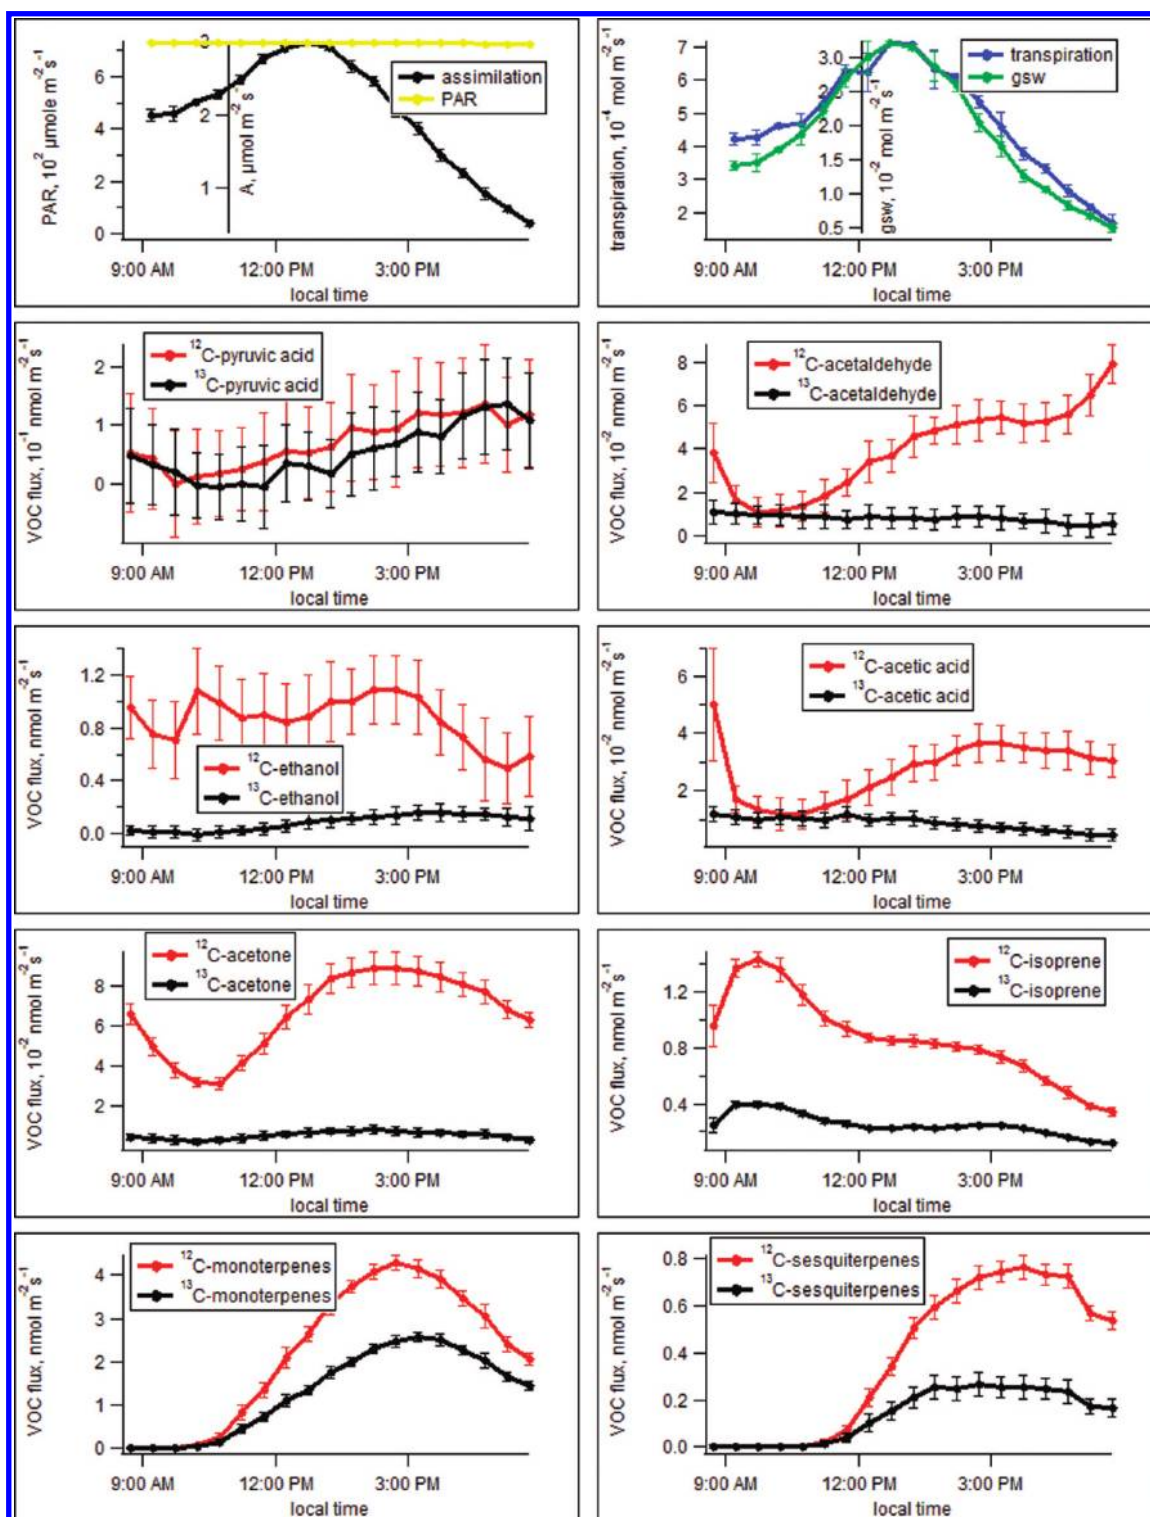 PAR, 10² µmole m⁻² s⁻¹
6
4
2
0
3
2
1
A, µmol m⁻² s⁻¹
assimilation
PAR
9:00 AM 12:00 PM 3:00 PM
local time
transpiration, 10⁻⁴ mol m⁻² s⁻¹
7
6
5
4
3
2
3.0
2.5
2.0
1.5
0.5
gsw, 10⁻² mol m⁻² s⁻¹
transpiration
gsw
9:00 AM 12:00 PM 3:00 PM
local time
VOC flux, 10⁻¹ nmol m⁻² s⁻¹
2
1
0
¹²C-pyruvic acid
¹³C-pyruvic acid
9:00 AM 12:00 PM 3:00 PM
local time
VOC flux, 10⁻² nmol m⁻² s⁻¹
8
6
4
2
0
¹²C-acetaldehyde
¹³C-acetaldehyde
9:00 AM 12:00 PM 3:00 PM
local time
VOC flux, nmol m⁻² s⁻¹
1.2
0.8
0.4
0.0
¹²C-ethanol
¹³C-ethanol
9:00 AM 12:00 PM 3:00 PM
local time
VOC flux, 10⁻² nmol m⁻² s⁻¹
6
4
2
¹²C-acetic acid
¹³C-acetic acid
9:00 AM 12:00 PM 3:00 PM
local time
VOC flux, 10⁻² nmol m⁻² s⁻¹
8
6
4
2
¹²C-acetone
¹³C-acetone
9:00 AM 12:00 PM 3:00 PM
local time
VOC flux, nmol m⁻² s⁻¹
1.2
0.8
0.4
¹²C-isoprene
¹³C-isoprene
9:00 AM 12:00 PM 3:00 PM
local time
VOC flux, nmol m⁻² s⁻¹
4
3
2
1
0
¹²C-monoterpenes
¹³C-monoterpenes
9:00 AM 12:00 PM 3:00 PM
local time
VOC flux, nmol m⁻² s⁻¹
0.8
0.6
0.4
0.2
0.0
¹²C-sesquiterpenes
¹³C-sesquiterpenes
9:00 AM 12:00 PM 3:00 PM
local time